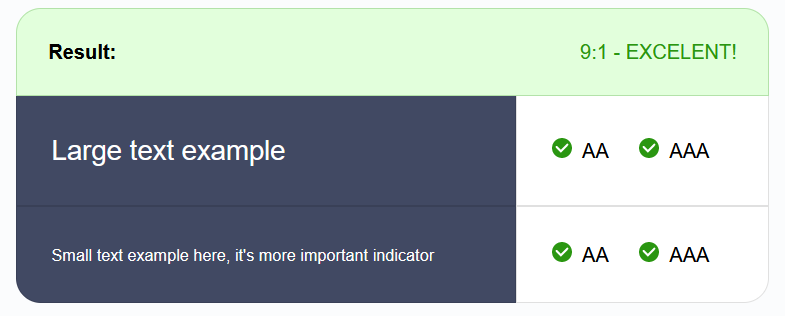 Result: 9:1 - EXCELENT!
Large text example AA AAA
Small text example here, it's more important indicator AA AAA